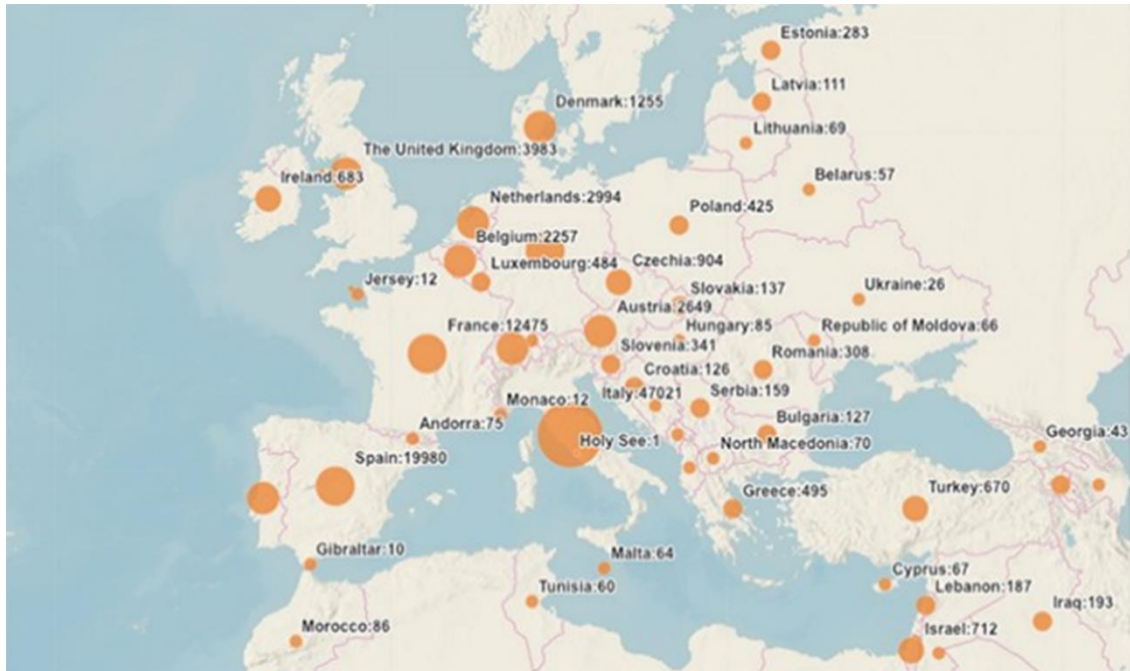 Estonia:283
Latvia:111
Denmark:1255
Lithuania:69
The United Kingdom:3983
Ireland:683
Belarus:57
Netherlands:2994
Poland:425
Belgium:2257
Luxembourg:484
Czechia:904
Jersey:12
Slovakia:137
Ukraine:26
Austria:2649
France:12475
Hungary:85
Republic of Moldova:66
Slovenia:341
Romania:308
Croatia:126
Monaco:12
Italy:47021
Serbia:159
Andorra:75
Bulgaria:127
Holy See:1
North Macedonia:70
Georgia:43
Spain:19980
Greece:495
Turkey:670
Gibraltar:10
Malta:64
Cyprus:67
Tunisia:60
Lebanon:187
Iraq:193
Morocco:86
Israel:712